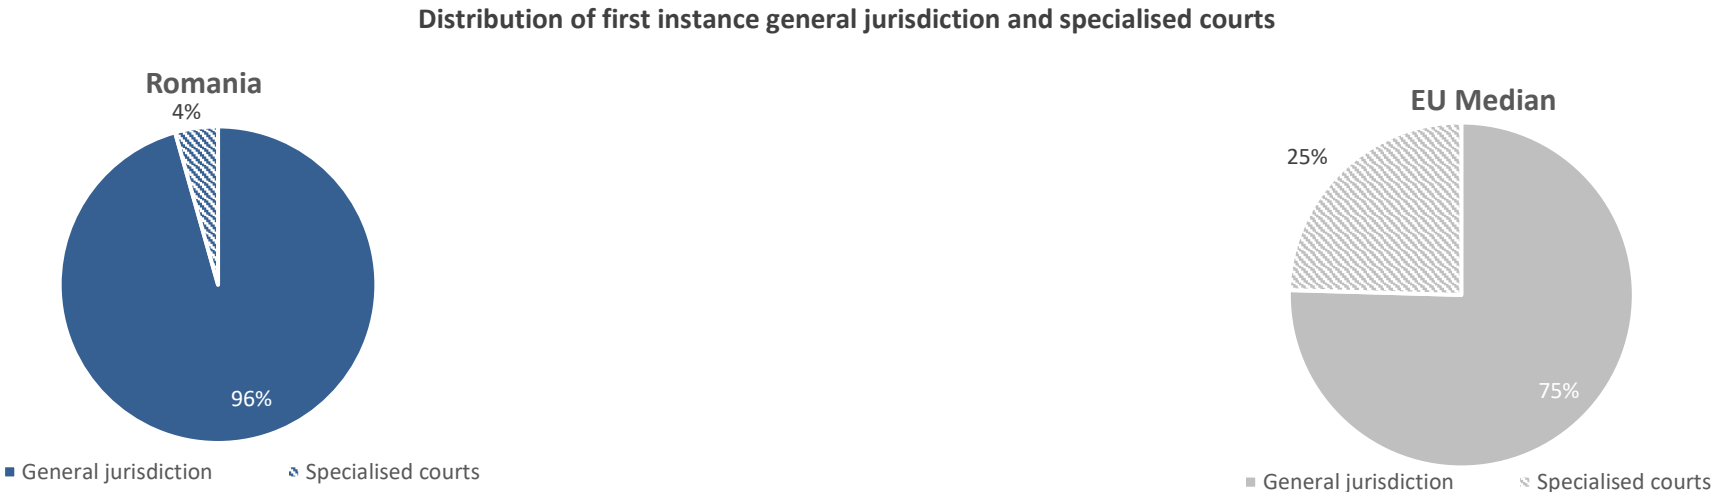 Distribution of first instance general jurisdiction and specialised courts
Romania
4%
96%
General jurisdiction
Specialised courts
EU Median
25%
75%
General jurisdiction
Specialised courts